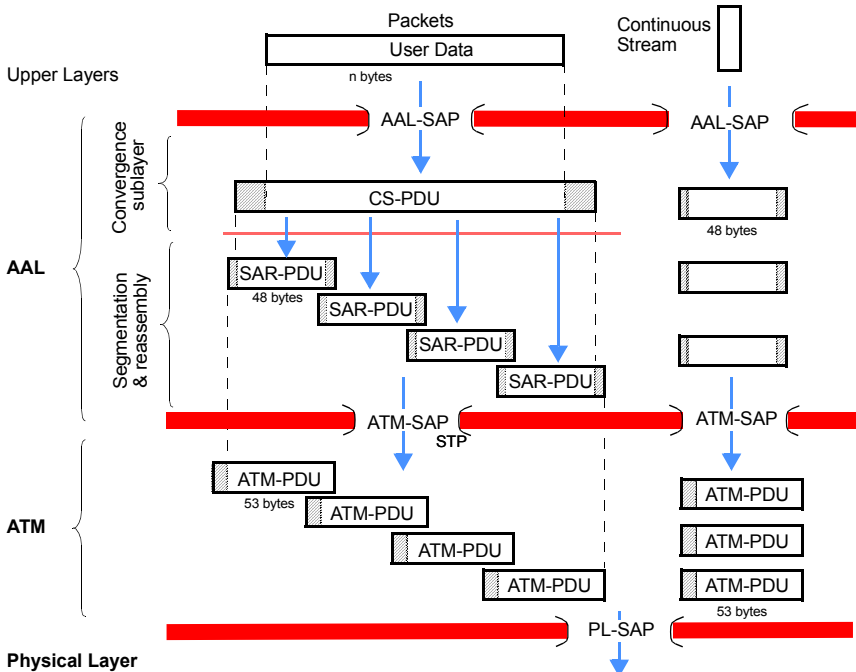 Packets
User Data
Continuous
Stream
Upper Layers
n bytes
AAL-SAP
AAL-SAP
Convergence
sublayer
CS-PDU
48 bytes
AAL
Segmentation
& reassembly
SAR-PDU
48 bytes
SAR-PDU
SAR-PDU
SAR-PDU
ATM-SAP
STP
ATM-SAP
ATM
ATM-PDU
53 bytes
ATM-PDU
ATM-PDU
ATM-PDU
ATM-PDU
ATM-PDU
ATM-PDU
53 bytes
PL-SAP
Physical Layer